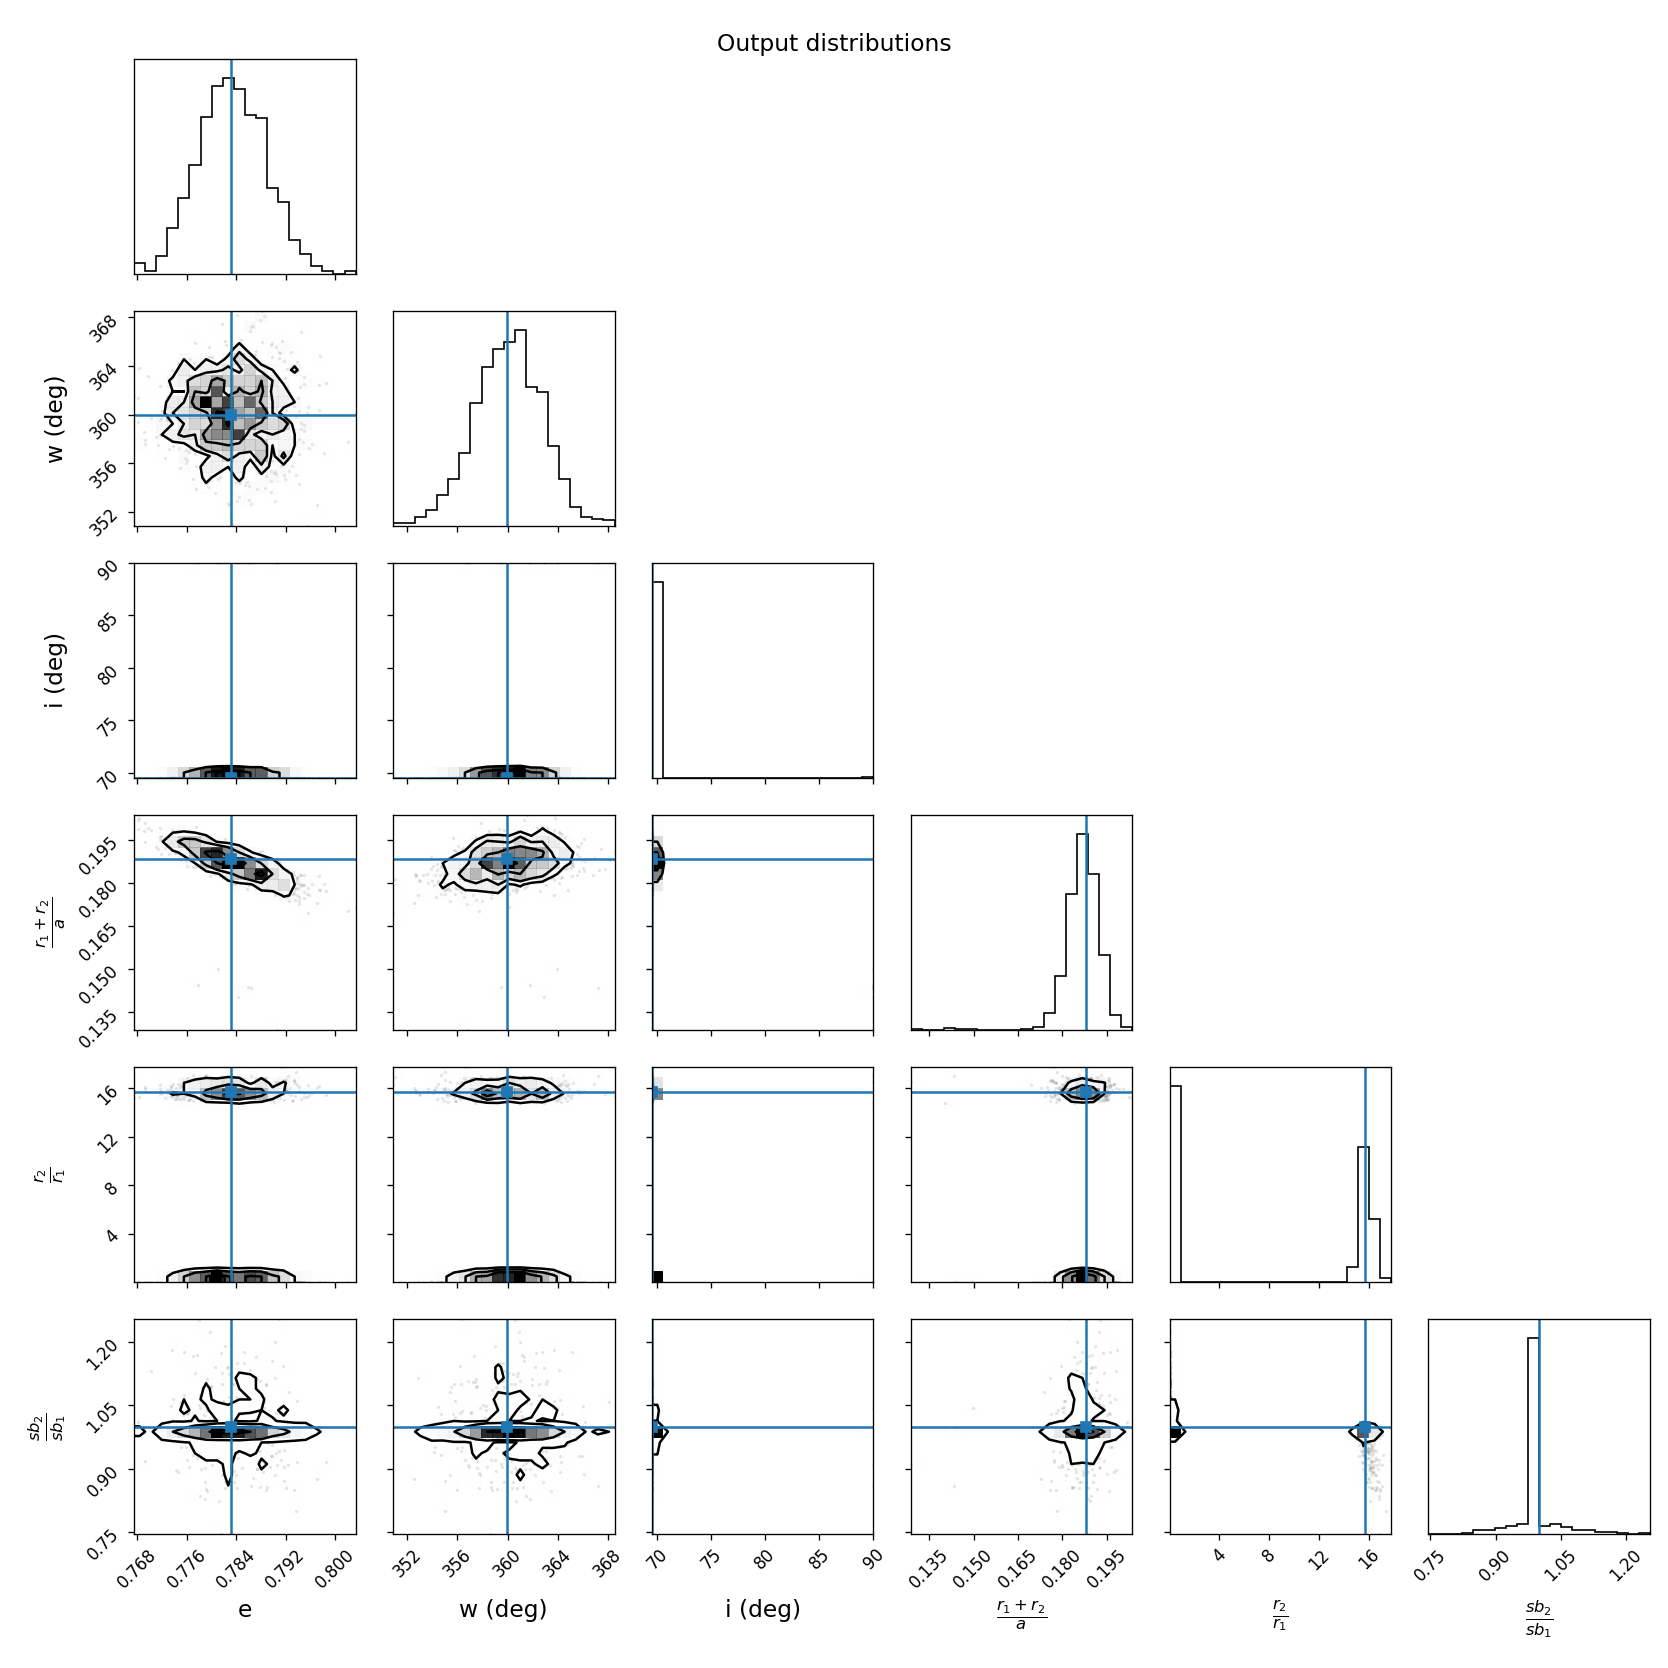 Output distributions
w (deg)
368
364
360
356
352
i (deg)
90
85
80
75
70
r₁ + r₂
a
0.195
0.180
0.165
0.150
0.135
r₂
r₁
16
12
8
4
sb₂
sb₁
1.20
1.05
0.90
0.75
0.768 0.776 0.784 0.792 0.800 352 356 360 364 368 70 75 80 85 90 0.135 0.150 0.165 0.180 0.195 4 8 12 16 0.75 0.90 1.05 1.20
e w (deg) i (deg)
r₁ + r₂
a
r₂
r₁
sb₂
sb₁